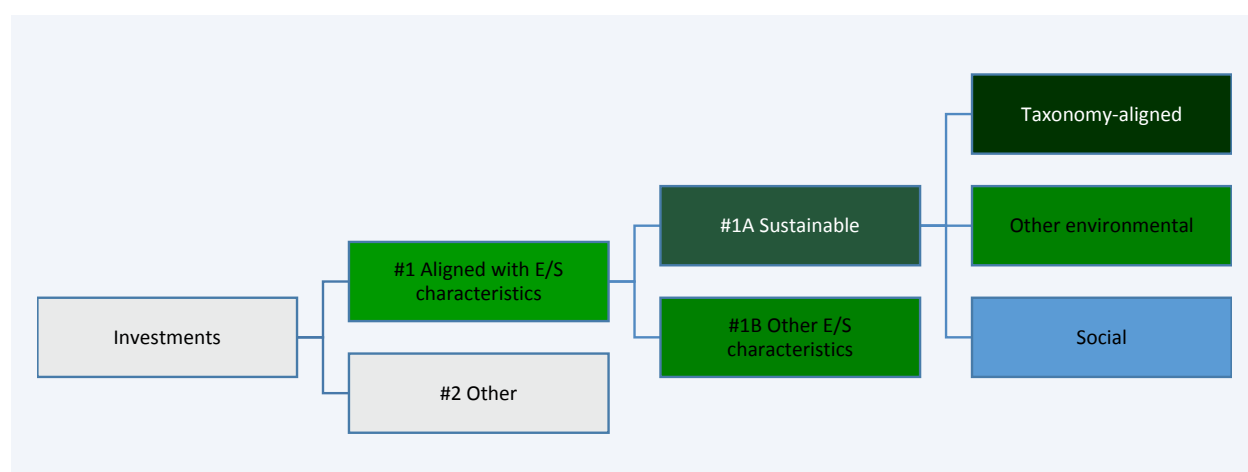 Taxonomy-aligned
#1A Sustainable
Other environmental
#1 Aligned with E/S
characteristics
Investments
#1B Other E/S
characteristics
Social
#2 Other